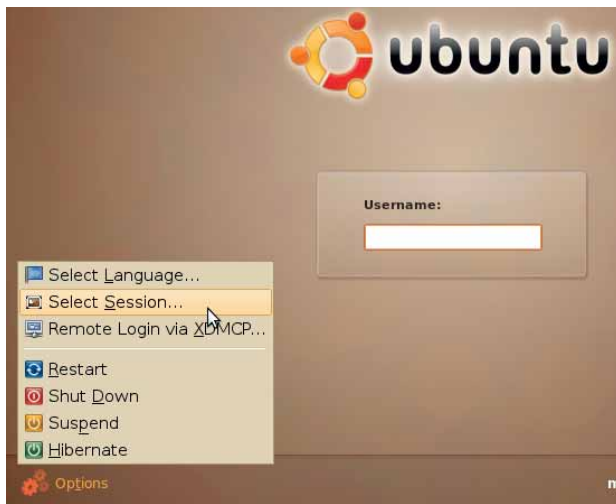 ubuntu
Username:
Select Language...
Select Session...
Remote Login via XDMCP...
Restart
Shut Down
Suspend
Hibernate
Options